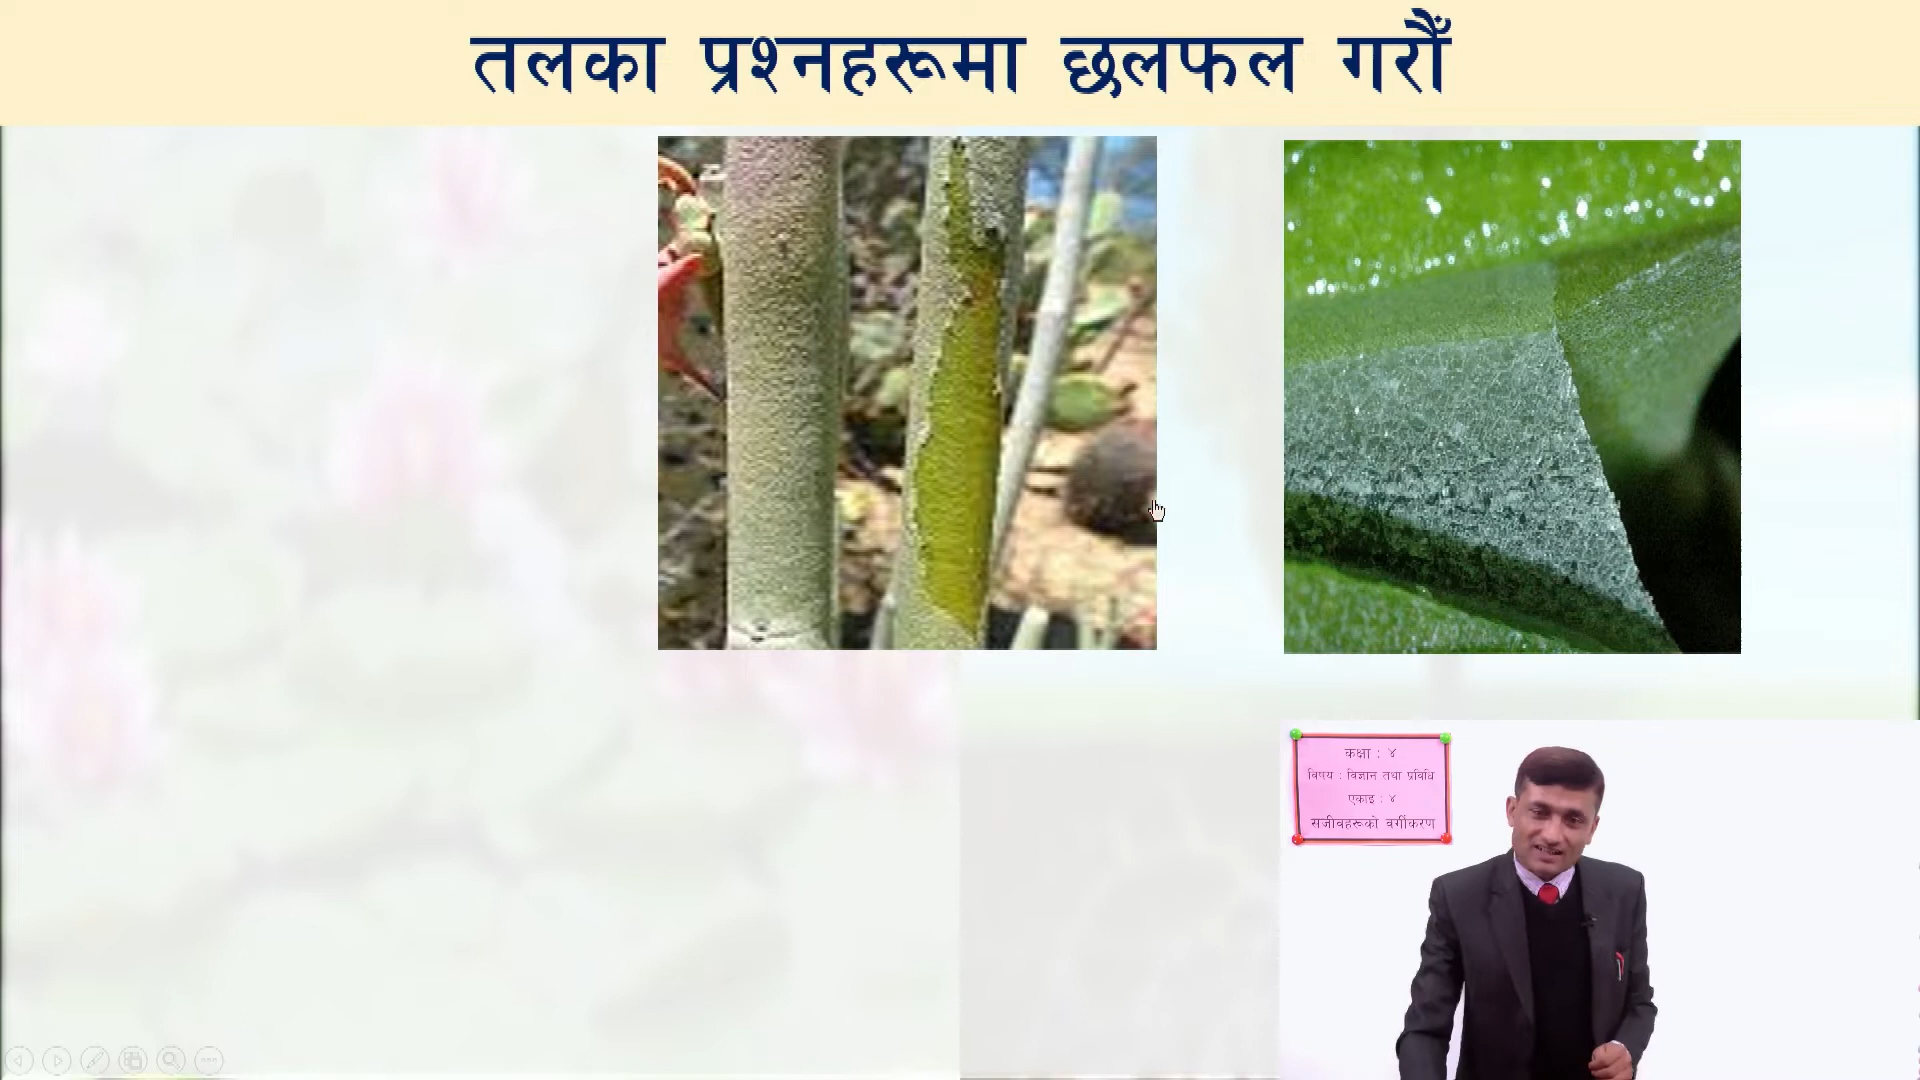 तलका प्रश्नहरूमा छलफल गरौँ
कक्षा : ४
विषय : विज्ञान तथा प्रविधि
एकाइ : ४
सजीवहरूको वर्गीकरण